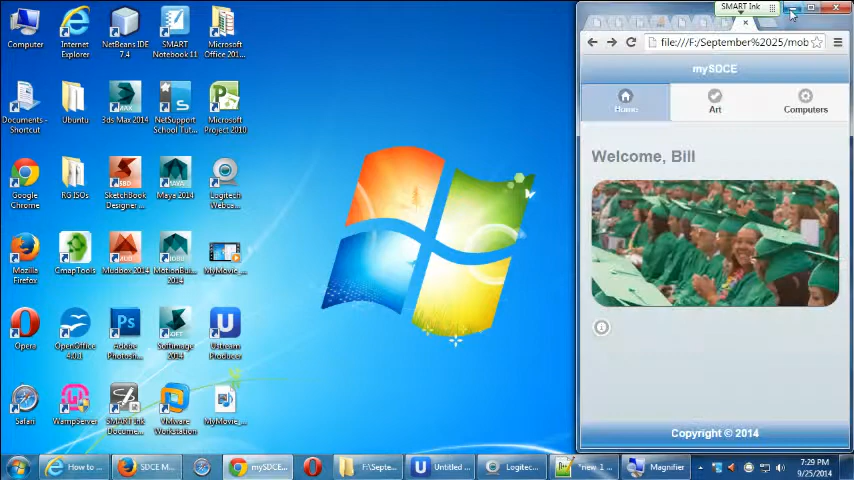 SMART Ink
Computer
Internet
Explorer
NetBeans IDE
7.4
SMART
Notebook 11
Microsoft
Office 201...
Documents -
Shortcut
Ubuntu
3ds Max 2014
NetSupport
School Tut...
Microsoft
Project 2010
Google
Chrome
RG ISOs
SketchBook
Designer ...
Maya 2014
Logitech
Webca...
Mozilla
Firefox
CmapTools
Mudbox 2014
MotionBuil...
2014
MyMovie_...
Opera
OpenOffice
4.0.1
Adobe
Photosh...
Softimage
2014
Ustream
Producer
Safari
WampServer
SMART Ink
Docume...
VMware
Workstation
MyMovie_...
file:///F:/September%2025/mob
mySDCE
Home
Art
Computers
Welcome, Bill
Copyright © 2014
How to ...
SDCE M...
mySDCE...
F:\Septe...
Untitled ...
Logitec...
*new 1 ...
Magnifier
7:29 PM
9/25/2014